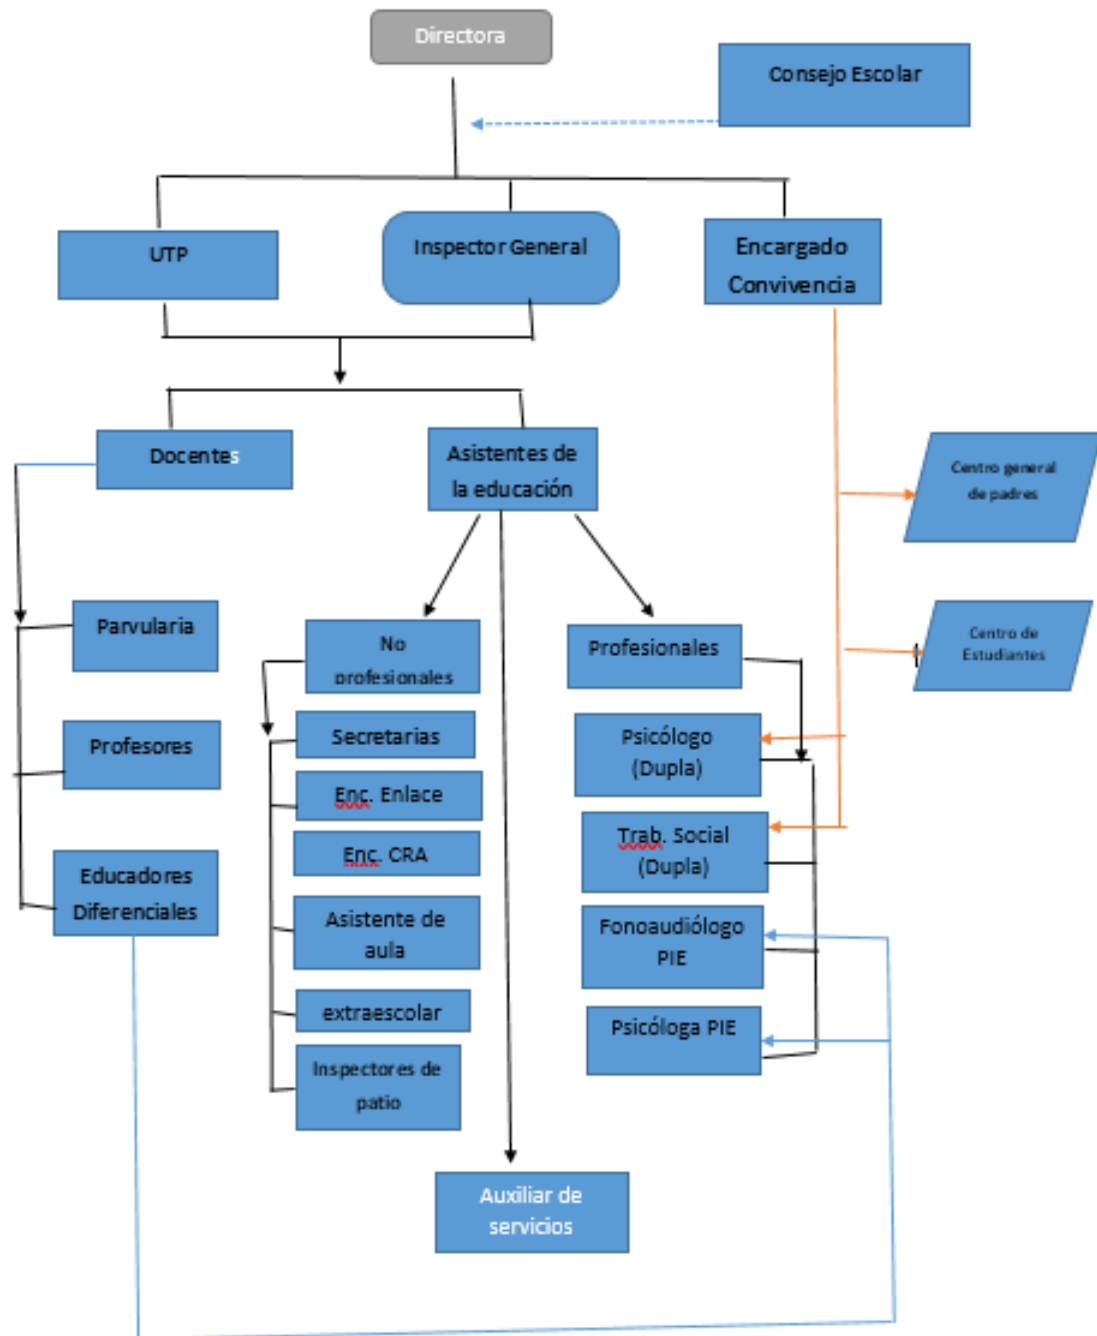 Directora
Consejo Escolar
UTP
Inspector General
Encargado
Convivencia
Docentes
Asistentes de
la educación
Centro general
de padres
Parvularia
No
profesionales
Profesionales
Centro de
Estudiantes
Profesores
Secretarias
Psicólogo
(Dupla)
Enc. Enlace
Enc. CRA
Trab. Social
(Dupla)
Educadores
Diferenciales
Asistente de
aula
Fonoaudiólogo
PIE
extraescolar
Psicóloga PIE
Inspectores de
patio
Auxiliar de
servicios